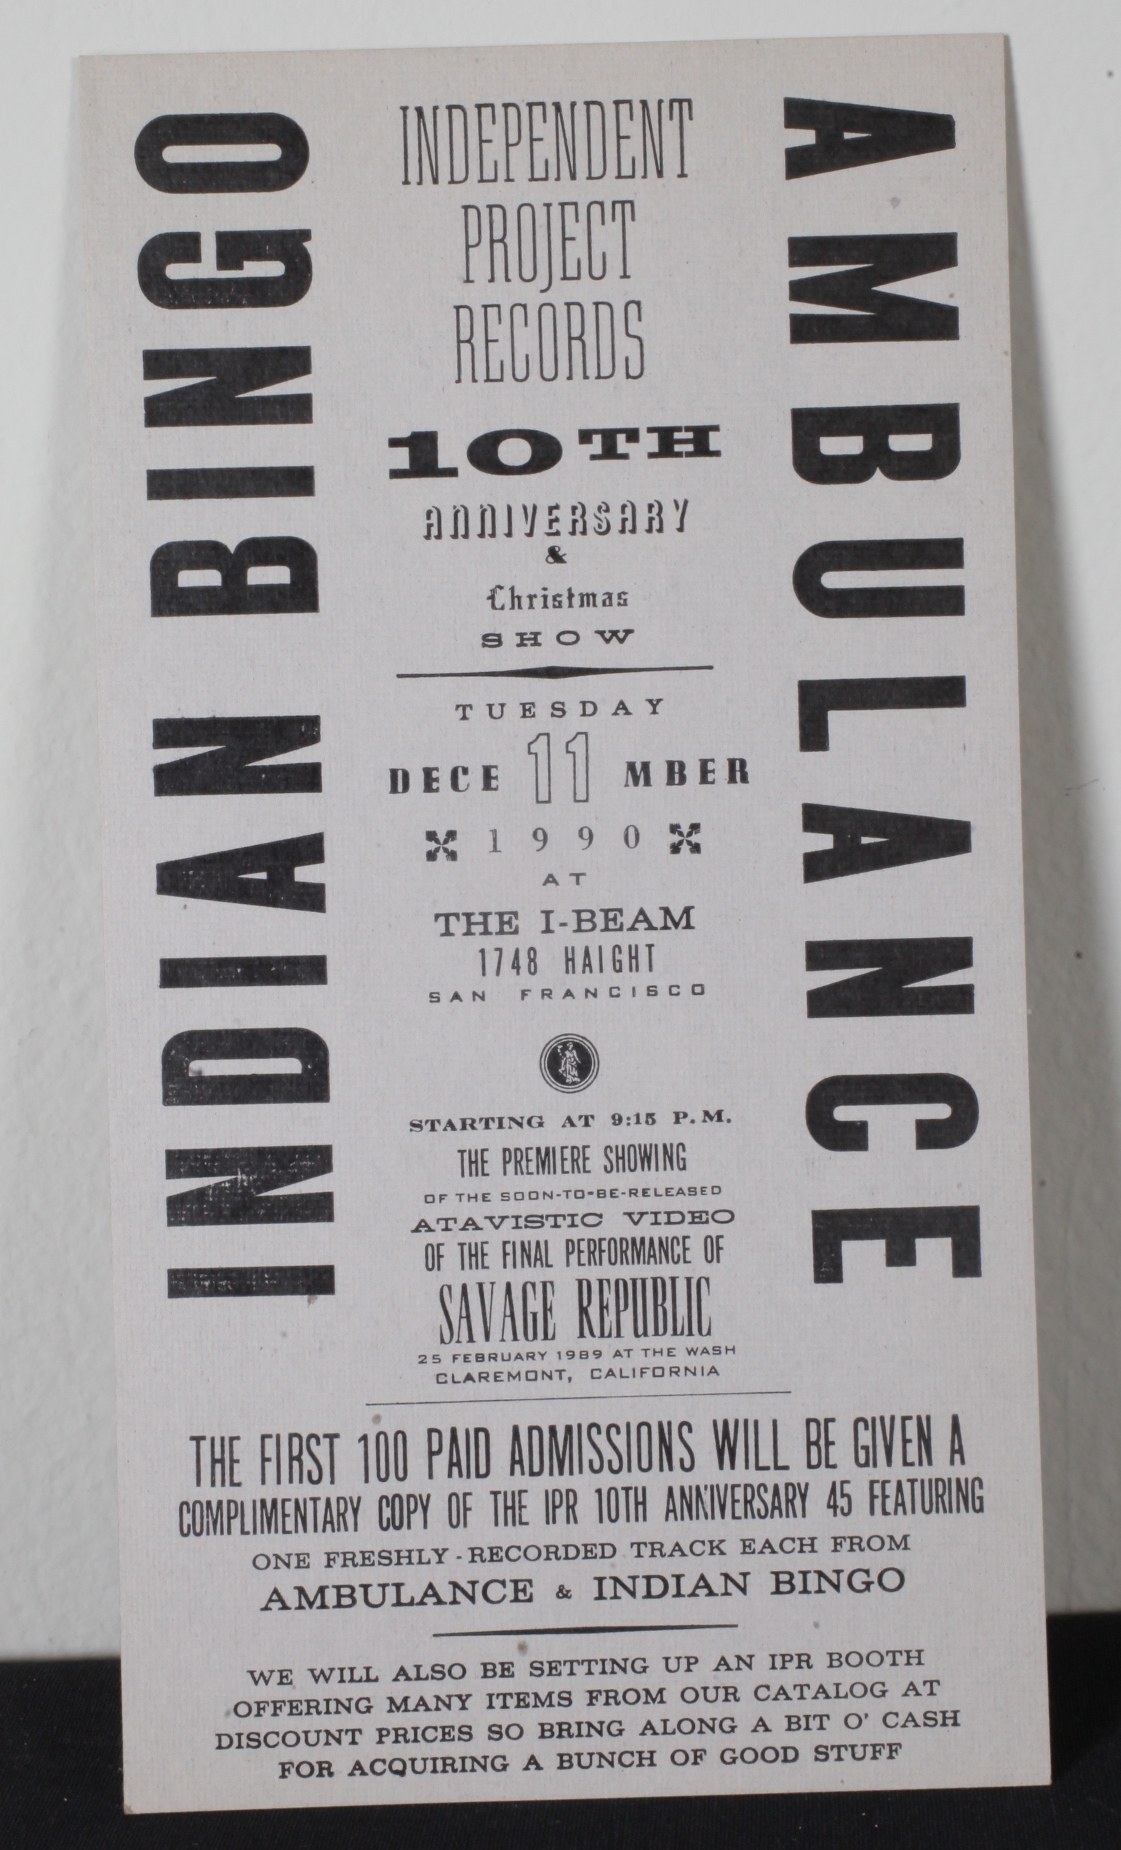 INDIAN BINGO
INDEPENDENT
PROJECT
RECORDS
10TH
ANNIVERSARY
&
Christmas
SHOW
TUESDAY
DECE 11 MBER
1990
AT
THE I-BEAM
1748 HAIGHT
SAN FRANCISCO
STARTING AT 9:15 P.M.
THE PREMIERE SHOWING
OF THE SOON-TO-BE-RELEASED
ATAVISTIC VIDEO
OF THE FINAL PERFORMANCE OF
SAVAGE REPUBLIC
25 FEBRUARY 1989 AT THE WASH
CLAREMONT, CALIFORNIA
AMBULANCE
THE FIRST 100 PAID ADMISSIONS WILL BE GIVEN A
COMPLIMENTARY COPY OF THE IPR 10TH ANNIVERSARY 45 FEATURING
ONE FRESHLY-RECORDED TRACK EACH FROM
AMBULANCE & INDIAN BINGO
WE WILL ALSO BE SETTING UP AN IPR BOOTH
OFFERING MANY ITEMS FROM OUR CATALOG AT
DISCOUNT PRICES SO BRING ALONG A BIT O' CASH
FOR ACQUIRING A BUNCH OF GOOD STUFF